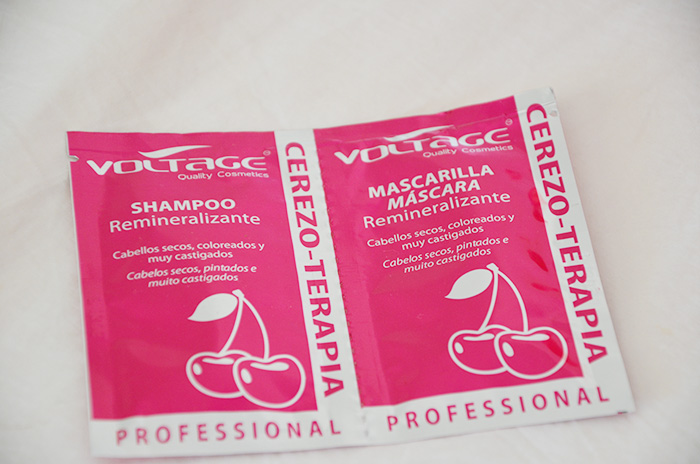 VOLTAGE®
Quality Cosmetics
SHAMPOO
Remineralizante
Cabellos secos, coloreados y
muy castigados
Cabelos secos, pintados e
muito castigados
CEREZO-TERAPIA
PROFESSIONAL
VOLTAGE®
Quality Cosmetics
MASCARILLA
MÁSCARA
Remineralizante
Cabellos secos, coloreados y
muy castigados
Cabelos secos, pintados e
muito castigados
CEREZO-TERAPIA
PROFESSIONAL